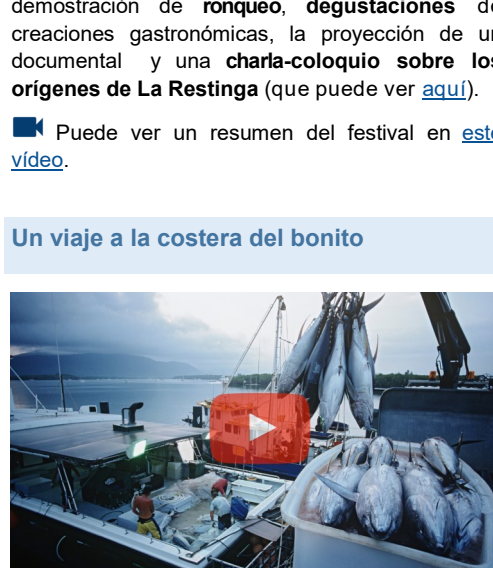 demostración de ronqueo, degustaciones de
creaciones gastronómicas, la proyección de un
documental y una charla-coloquio sobre los
orígenes de La Restinga (que puede ver aquí).
Puede ver un resumen del festival en este
vídeo.
Un viaje a la costera del bonito